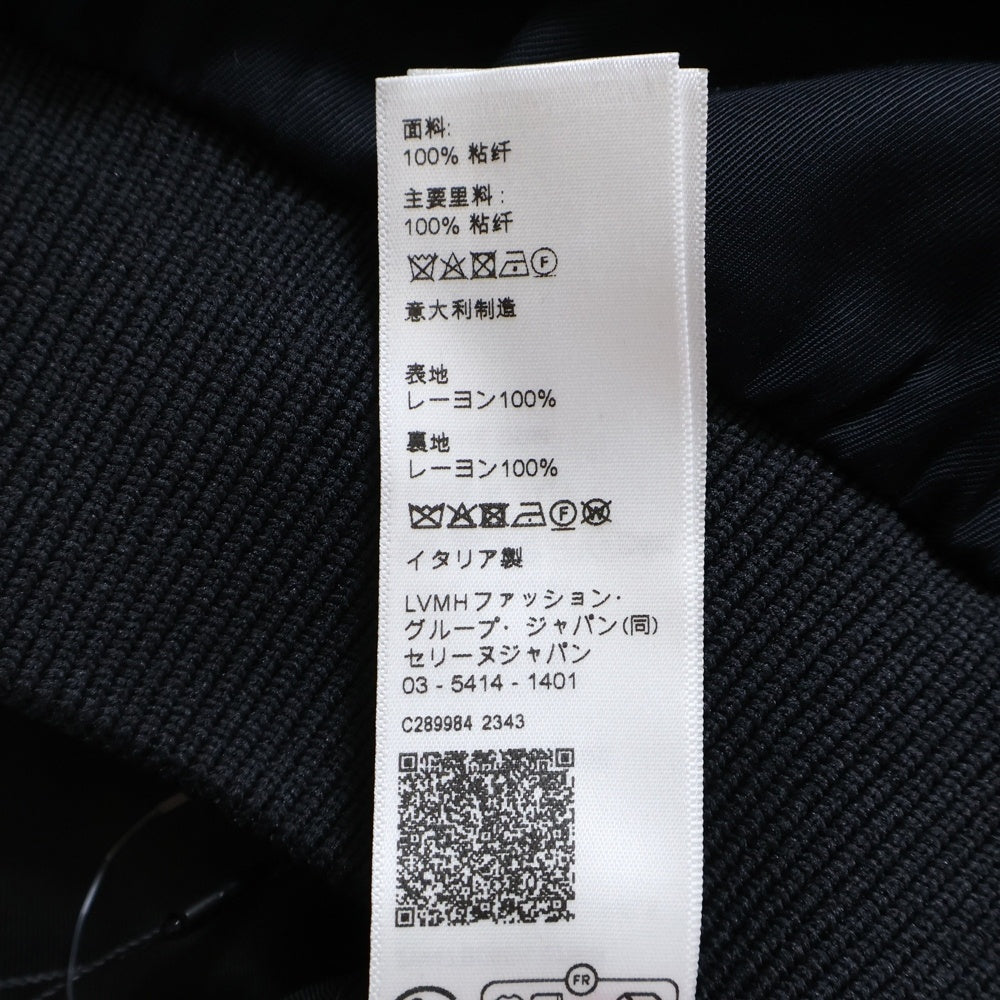 面料:
100% 粘纤
主要里料:
100% 粘纤
F
意大利制造
表地
レーヨン100%
裏地
レーヨン100%
F W
イタリア製
LVMHファッション・
グループ・ジャパン(同)
セリーヌジャパン
03 - 5414 - 1401
C289984 2343
FR